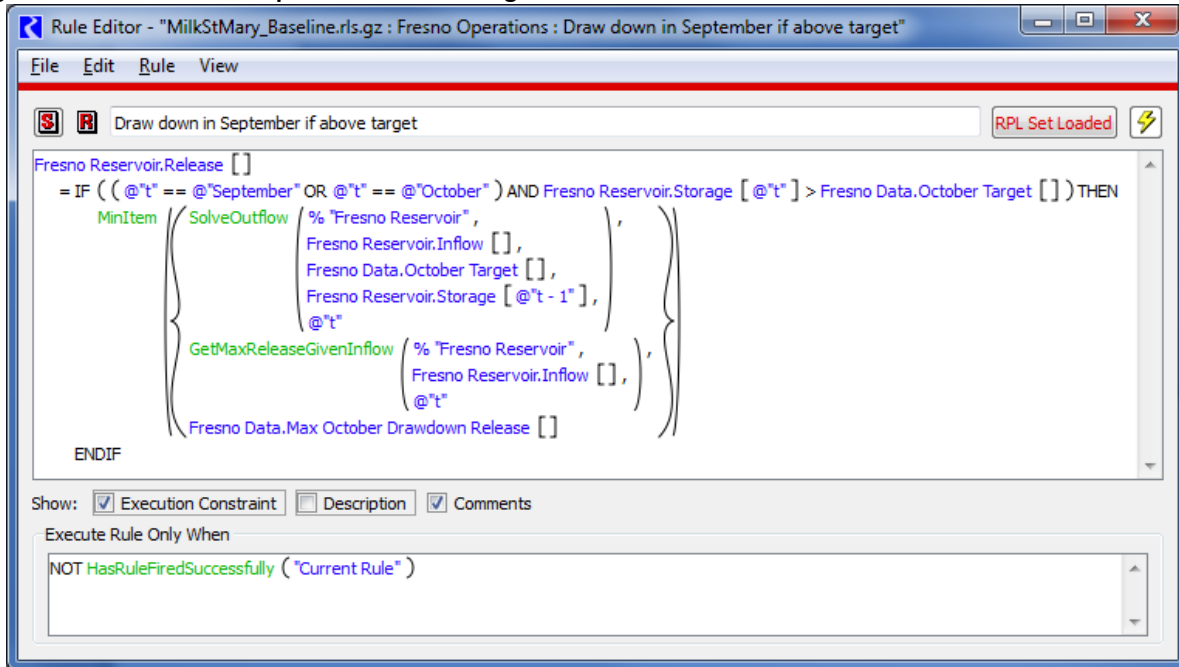 Rule Editor - "MilkStMary_Baseline.rls.gz : Fresno Operations : Draw down in September if above target"
File Edit Rule View
S R Draw down in September if above target RPL Set Loaded
Fresno Reservoir.Release []
= IF ( ( @"t" == @"September" OR @"t" == @"October" ) AND Fresno Reservoir.Storage [ @"t" ] > Fresno Data.October Target [] ) THEN
MinItem ( { SolveOutflow ( % "Fresno Reservoir" ,
Fresno Reservoir.Inflow [] ,
Fresno Data.October Target [] ,
Fresno Reservoir.Storage [ @"t - 1" ] ,
@"t" ) ,
GetMaxReleaseGivenInflow ( % "Fresno Reservoir" ,
Fresno Reservoir.Inflow [] ,
@"t" ) ,
Fresno Data.Max October Drawdown Release [] } )
ENDIF
Show: Execution Constraint Description Comments
Execute Rule Only When
NOT HasRuleFiredSuccessfully ( "Current Rule" )